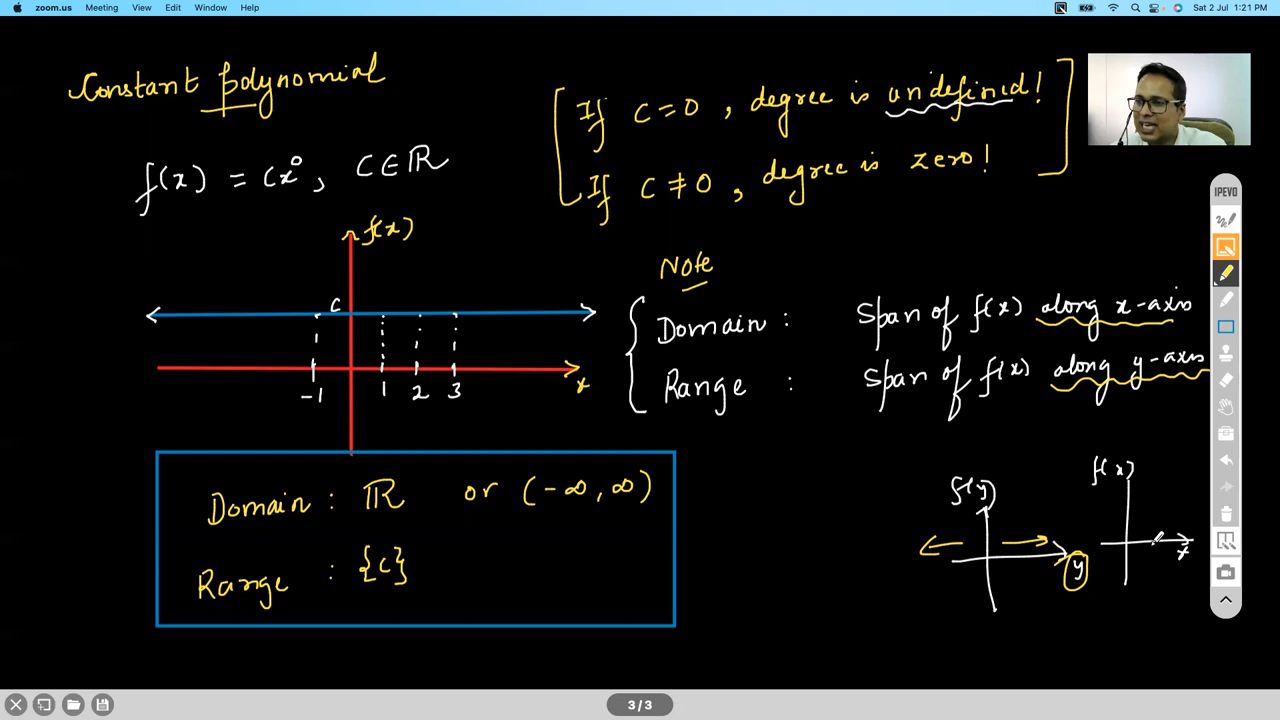 zoom.us Meeting View Edit Window Help Sat 2 Jul 1:21 PM
Constant polynomial
If c=0, degree is undefined!
If c≠0, degree is zero!
f(x) = cx⁰, C∈ℝ
IPEVO
f(x)
c
x
-1 1 2 3
Note
Domain : Span of f(x) along x-axis
Range : Span of f(x) along y-axis
Domain : ℝ or (-∞, ∞)
Range : {c}
f(y)
y
f(x)
x
3/3